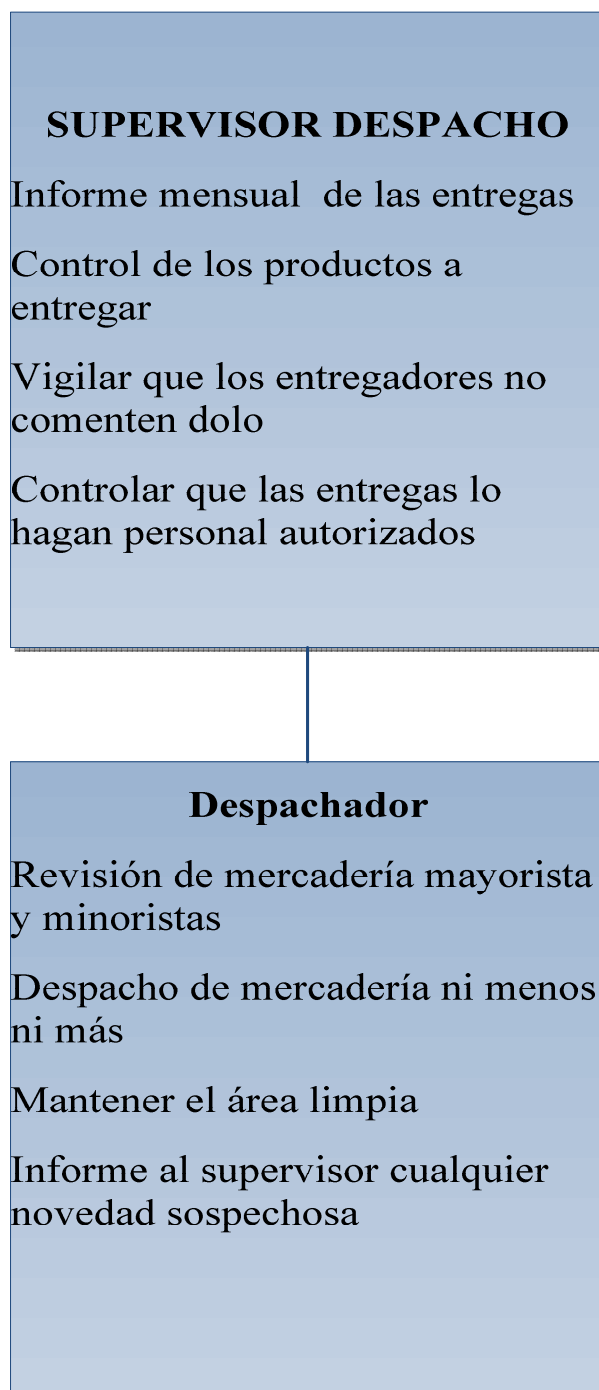 SUPERVISOR DESPACHO
Informe mensual  de las entregas
Control de los productos a
entregar
Vigilar que los entregadores no
comenten dolo
Controlar que las entregas lo
hagan personal autorizados
Despachador
Revisión de mercadería mayorista
y minoristas
Despacho de mercadería ni menos
ni más
Mantener el área limpia
Informe al supervisor cualquier
novedad sospechosa